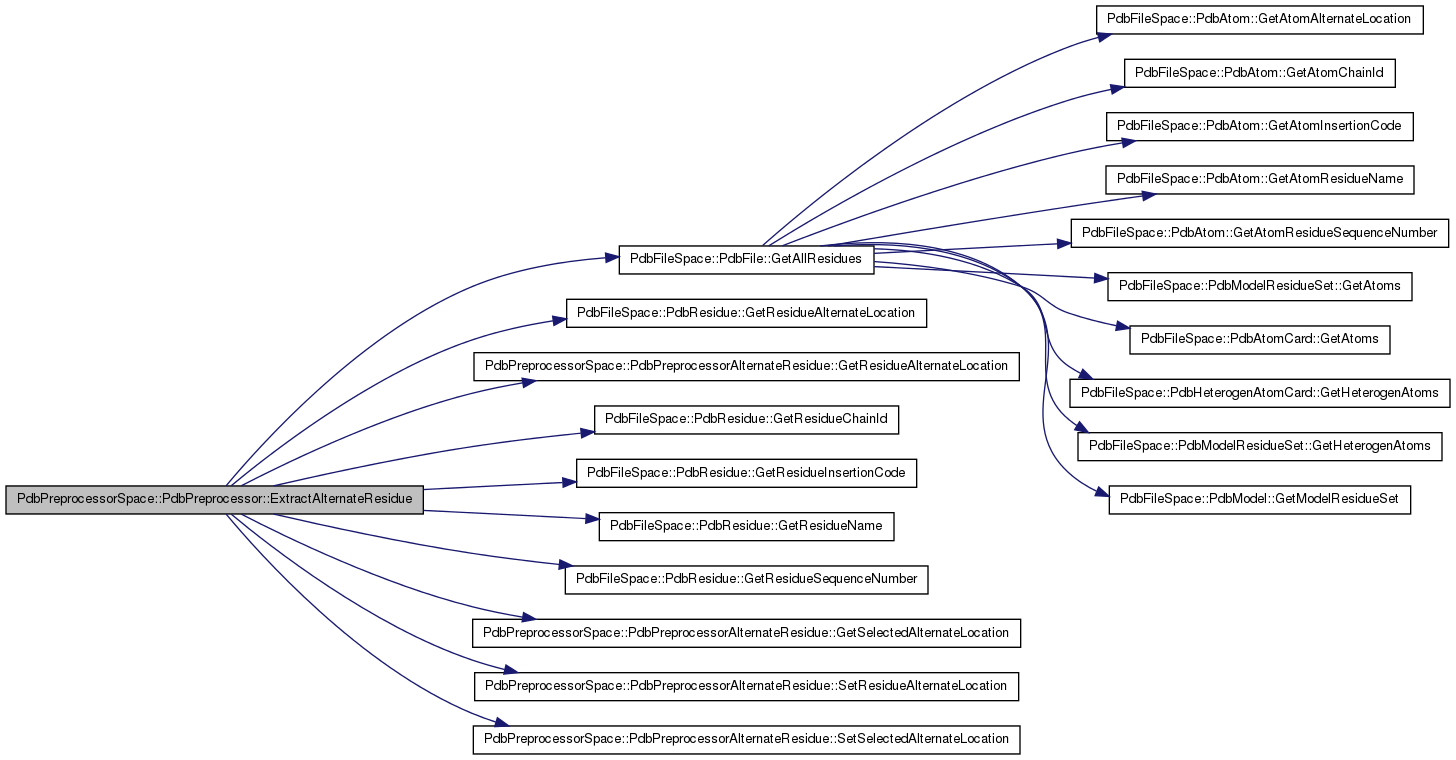 PdbFileSpace::PdbAtom::GetAtomAlternateLocation
PdbFileSpace::PdbAtom::GetAtomChainId
PdbFileSpace::PdbAtom::GetAtomInsertionCode
PdbFileSpace::PdbAtom::GetAtomResidueName
PdbFileSpace::PdbAtom::GetAtomResidueSequenceNumber
PdbFileSpace::PdbFile::GetAllResidues
PdbFileSpace::PdbModelResidueSet::GetAtoms
PdbFileSpace::PdbResidue::GetResidueAlternateLocation
PdbFileSpace::PdbAtomCard::GetAtoms
PdbPreprocessorSpace::PdbPreprocessorAlternateResidue::GetResidueAlternateLocation
PdbFileSpace::PdbHeterogenAtomCard::GetHeterogenAtoms
PdbFileSpace::PdbResidue::GetResidueChainId
PdbFileSpace::PdbModelResidueSet::GetHeterogenAtoms
PdbFileSpace::PdbResidue::GetResidueInsertionCode
PdbPreprocessorSpace::PdbPreprocessor::ExtractAlternateResidue
PdbFileSpace::PdbModel::GetModelResidueSet
PdbFileSpace::PdbResidue::GetResidueName
PdbFileSpace::PdbResidue::GetResidueSequenceNumber
PdbPreprocessorSpace::PdbPreprocessorAlternateResidue::GetSelectedAlternateLocation
PdbPreprocessorSpace::PdbPreprocessorAlternateResidue::SetResidueAlternateLocation
PdbPreprocessorSpace::PdbPreprocessorAlternateResidue::SetSelectedAlternateLocation